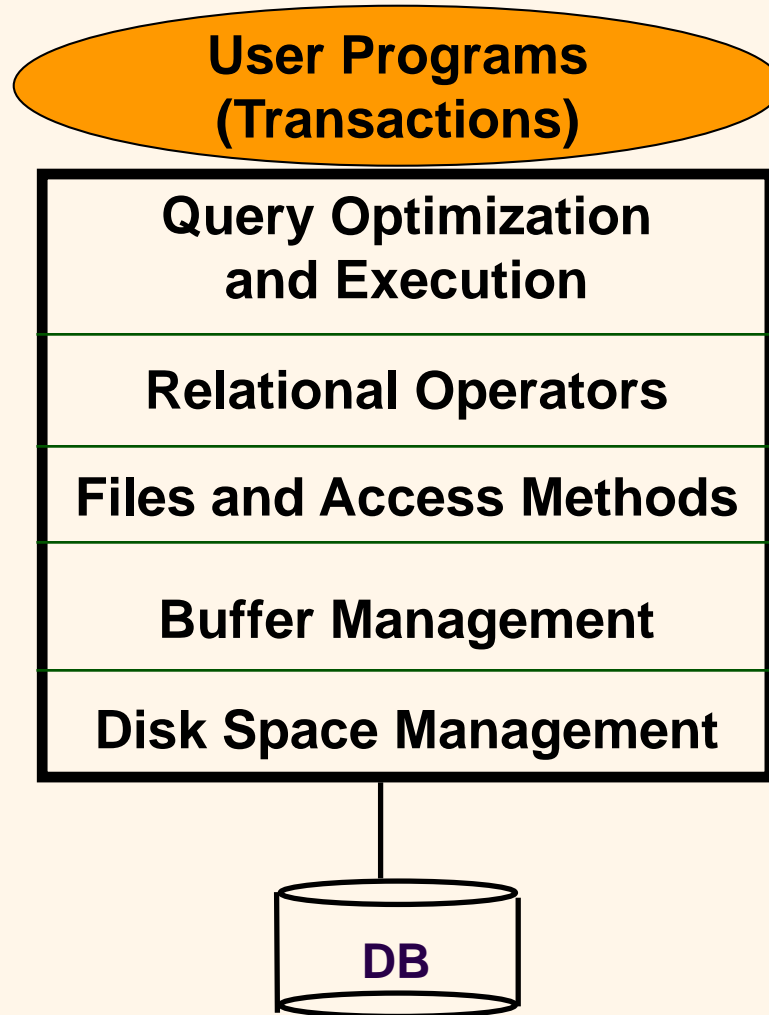 User Programs
(Transactions)
Query Optimization
and Execution
Relational Operators
Files and Access Methods
Buffer Management
Disk Space Management
DB